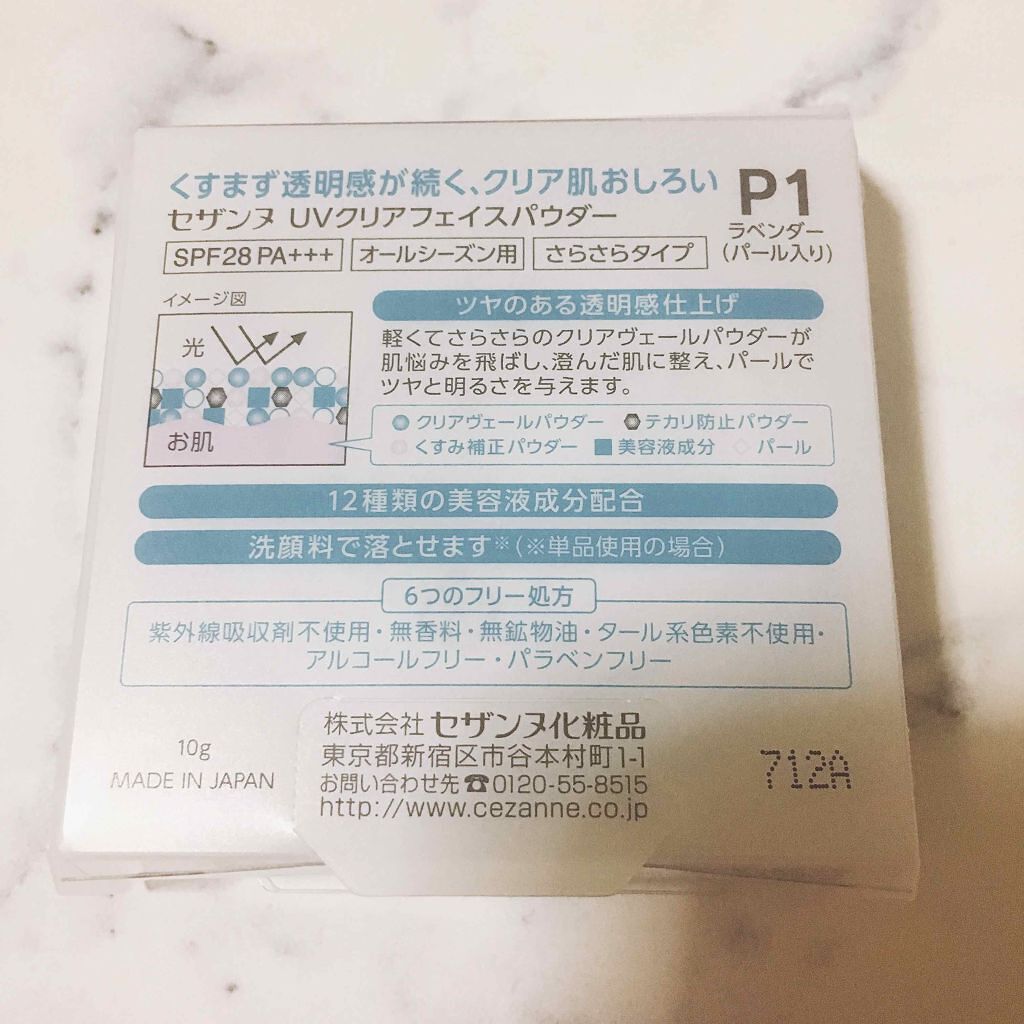 くすまず透明感が続く、クリア肌おしろい
セザンヌ UVクリアフェイスパウダー
P1
ラベンダー
(パール入り)
SPF28 PA+++ オールシーズン用 さらさらタイプ
イメージ図
光
お肌
ツヤのある透明感仕上げ
軽くてさらさらのクリアヴェールパウダーが
肌悩みを飛ばし、澄んだ肌に整え、パールで
ツヤと明るさを与えます。
クリアヴェールパウダー テカリ防止パウダー
くすみ補正パウダー 美容液成分 パール
12種類の美容液成分配合
洗顔料で落とせます※(※単品使用の場合)
6つのフリー処方
紫外線吸収剤不使用・無香料・無鉱物油・タール系色素不使用・
アルコールフリー・パラベンフリー
株式会社 セザンヌ化粧品
東京都新宿区市谷本村町1-1
お問い合わせ先☎0120-55-8515
http://www.cezanne.co.jp
10g
MADE IN JAPAN
712A